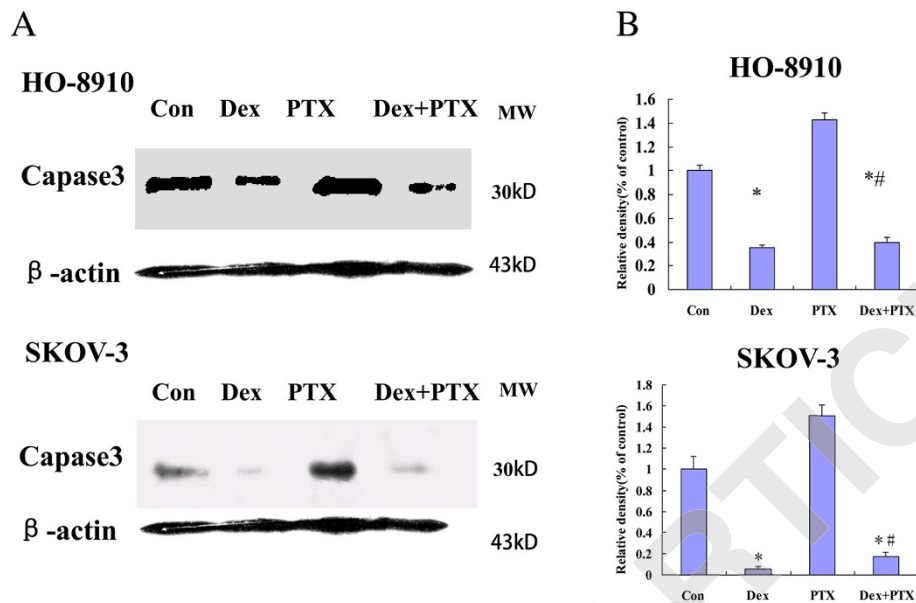 A
HO-8910
Con Dex PTX Dex+PTX MW
Capase3
30kD
β-actin
43kD
SKOV-3
Con Dex PTX Dex+PTX MW
Capase3
30kD
β-actin
43kD
B
HO-8910
Relative density(% of control)
1.6
1.4
1.2
1
0.8
0.6
0.4
0.2
0
*
*#
Con Dex PTX Dex+PTX
SKOV-3
Relative density(% of control)
1.8
1.6
1.4
1.2
1
0.8
0.6
0.4
0.2
0
*
*#
Con Dex PTX Dex+PTX
RTIC